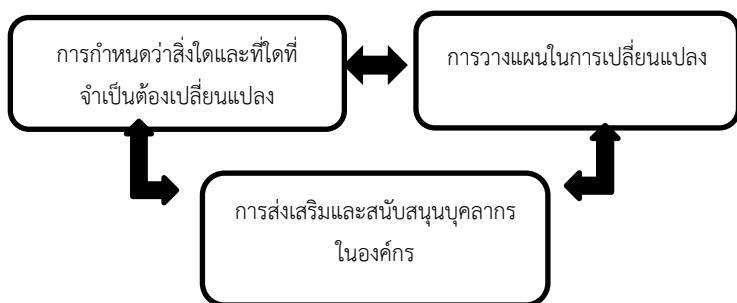 การกำหนดว่าสิ่งใดและที่ใดที่
จำเป็นต้องเปลี่ยนแปลง
การวางแผนในการเปลี่ยนแปลง
การส่งเสริมและสนับสนุนบุคลากร
ในองค์กร